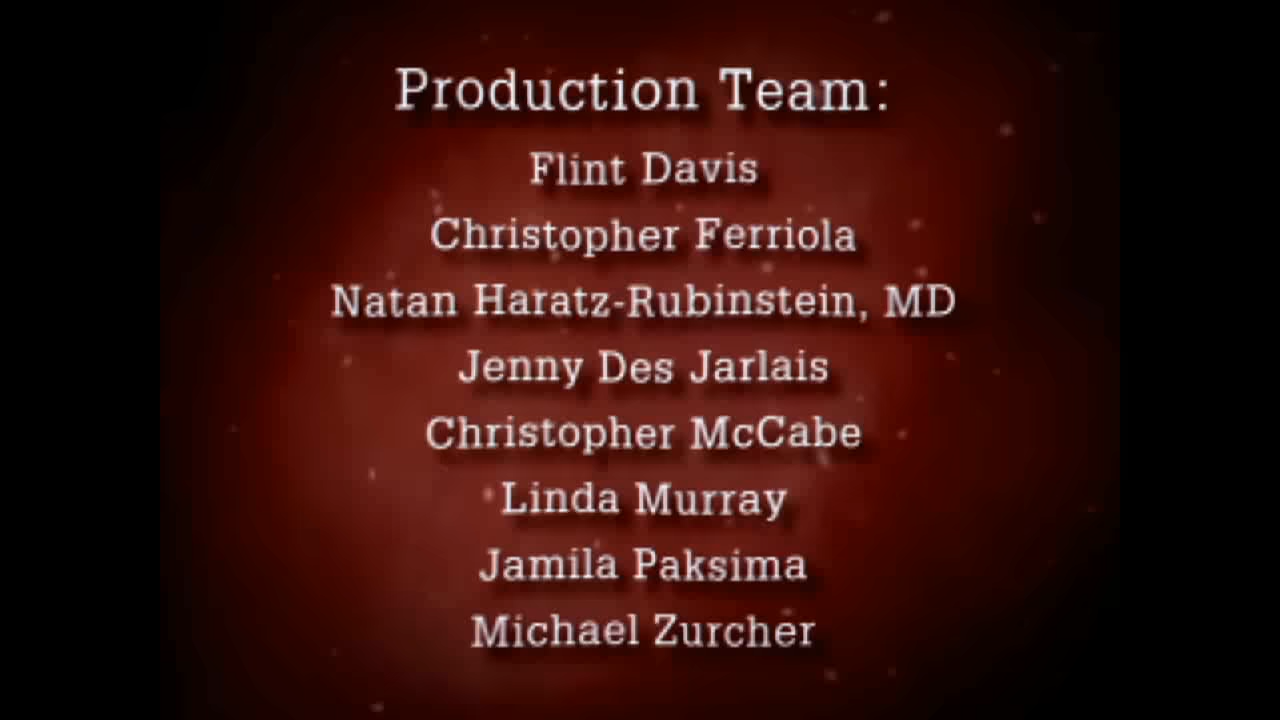 Production Team:
Flint Davis
Christopher Ferriola
Natan Haratz-Rubinstein, MD
Jenny Des Jarlais
Christopher McCabe
Linda Murray
Jamila Paksima
Michael Zurcher